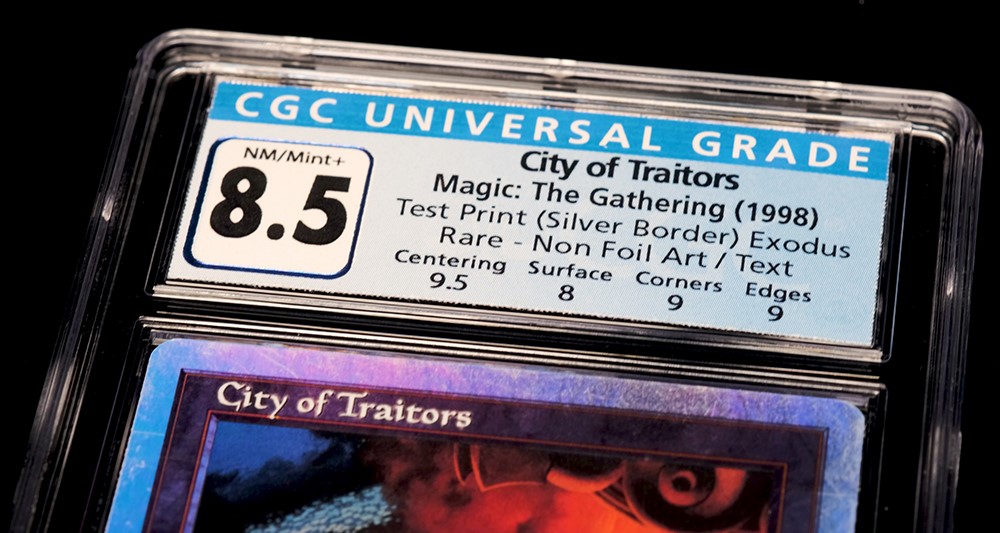 CGC UNIVERSAL GRADE
NM/Mint+
8.5
City of Traitors
Magic: The Gathering (1998)
Test Print (Silver Border) Exodus
Rare - Non Foil Art / Text
Centering Surface Corners Edges
9.5 8 9 9
City of Traitors